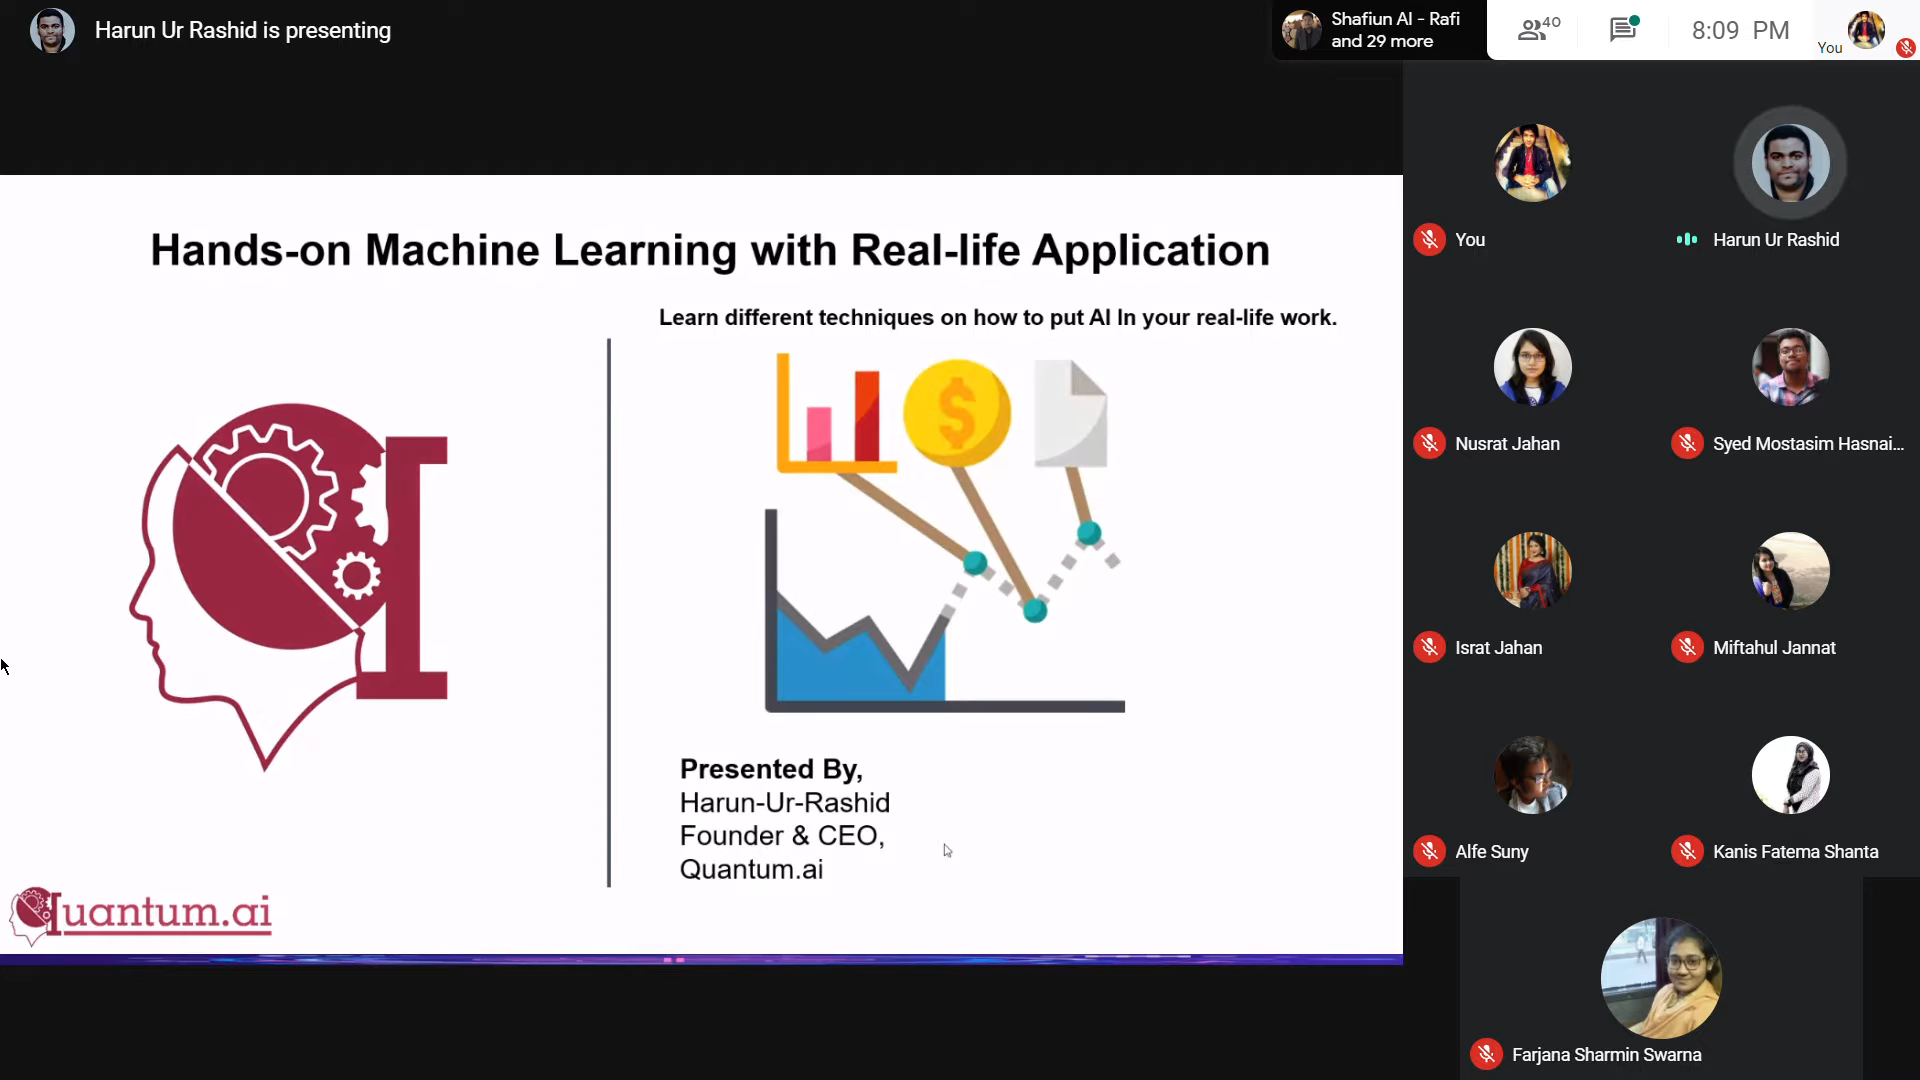 Harun Ur Rashid is presenting
Shafiun Al - Rafi
and 29 more
40
8:09 PM
You
Hands-on Machine Learning with Real-life Application
Learn different techniques on how to put AI In your real-life work.
$
Presented By,
Harun-Ur-Rashid
Founder & CEO,
Quantum.ai
Quantum.ai
You
Harun Ur Rashid
Nusrat Jahan
Syed Mostasim Hasnai...
Israt Jahan
Miftahul Jannat
Alfe Suny
Kanis Fatema Shanta
Farjana Sharmin Swarna